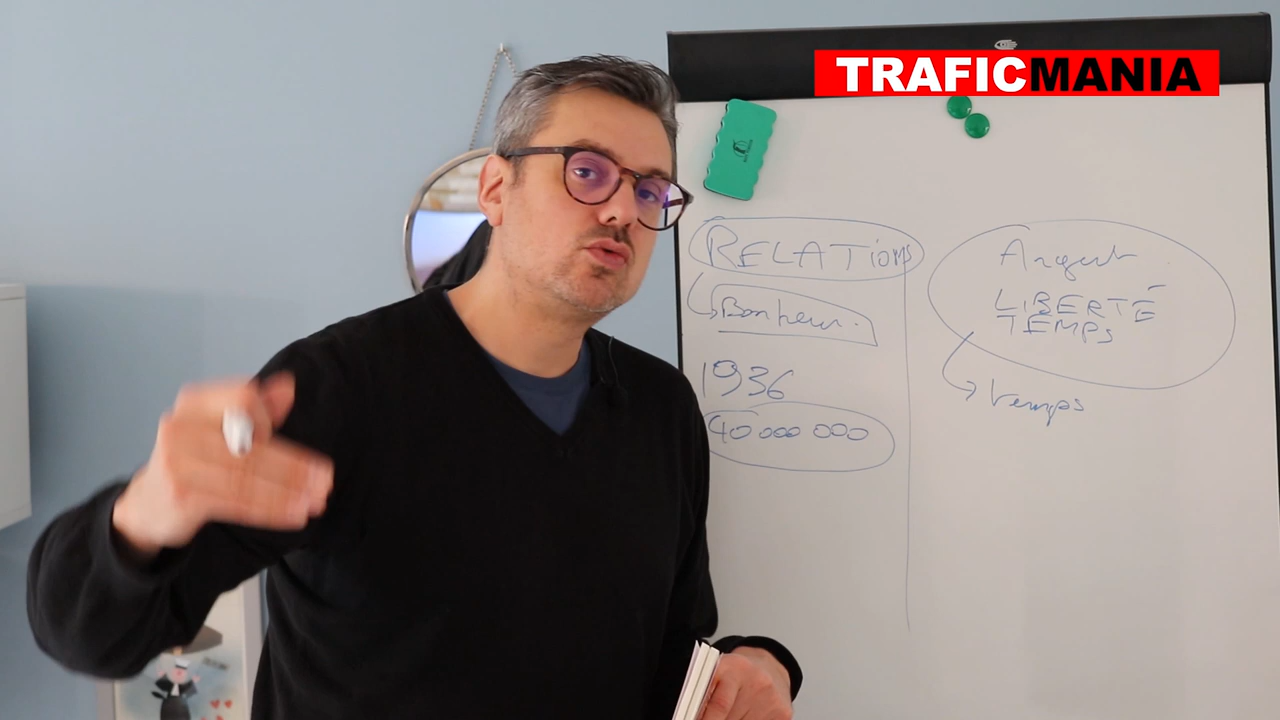 TRAFICMANIA
RELATIONS
Bonheur.
1936
40 000 000
Argent
LIBERTÉ
TEMPS
temps